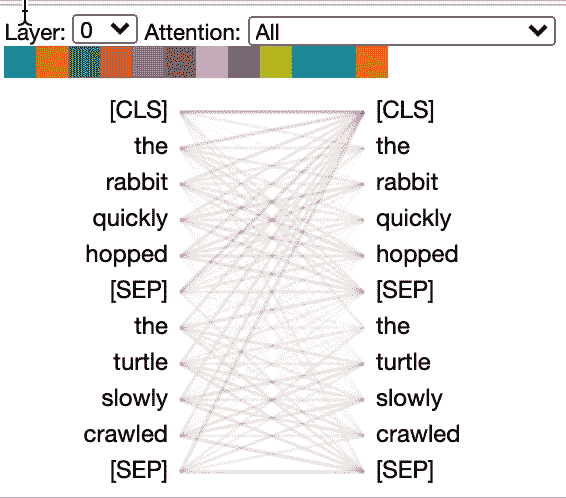 Layer: 0 Attention: All
[CLS] [CLS]
the the
rabbit rabbit
quickly quickly
hopped hopped
[SEP] [SEP]
the the
turtle turtle
slowly slowly
crawled crawled
[SEP] [SEP]